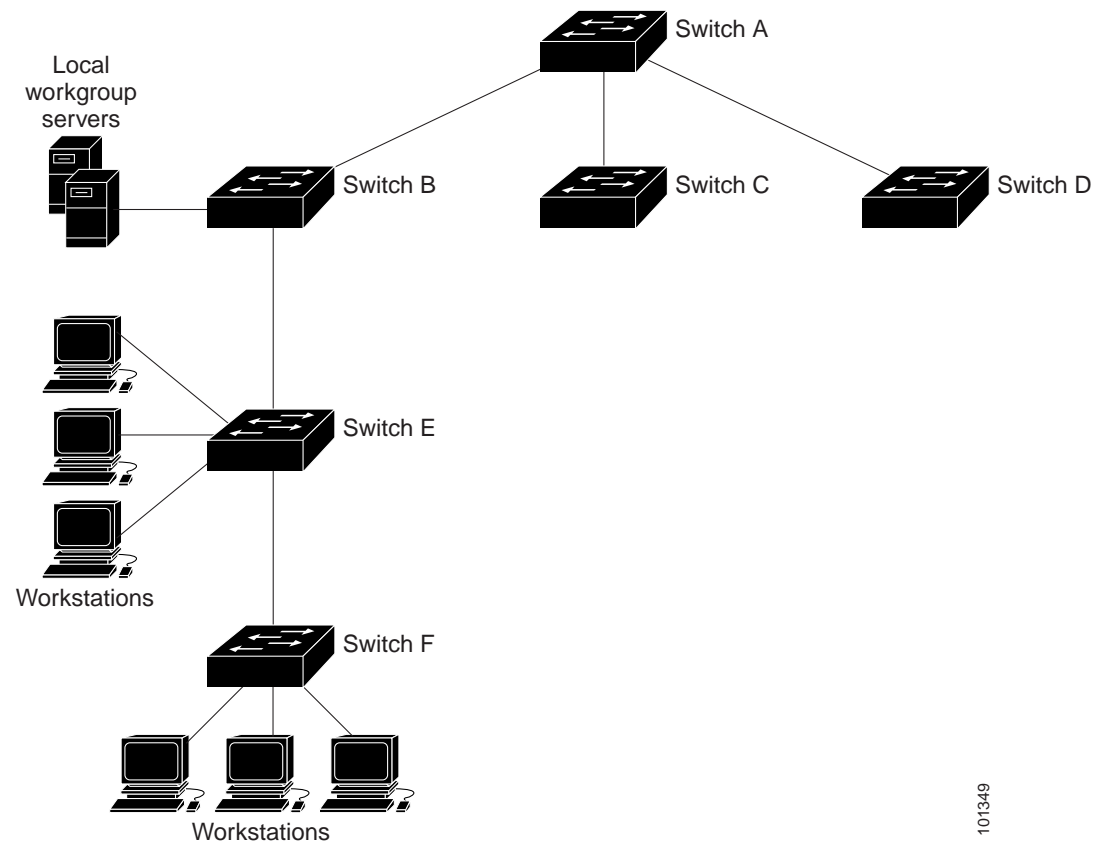 Switch A
Local
workgroup
servers
Switch B
Switch C
Switch D
Switch E
Workstations
Switch F
Workstations
101349